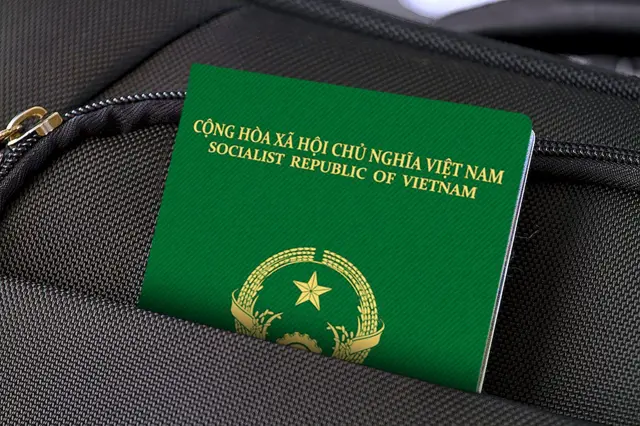 CỘNG HÒA XÃ HỘI CHỦ NGHĨA VIỆT NAM
SOCIALIST REPUBLIC OF VIETNAM